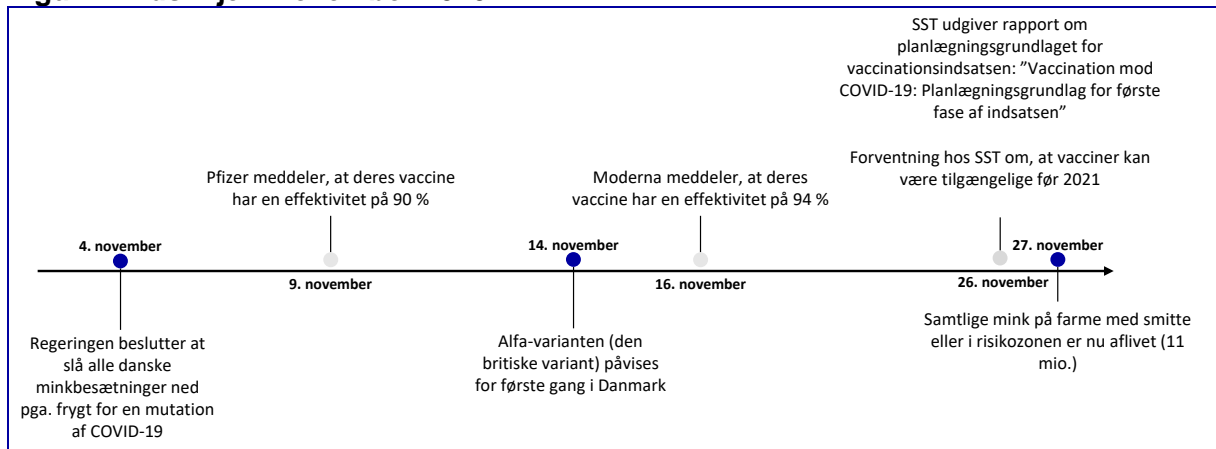 SST udgiver rapport om
planlægningsgrundlaget for
vaccinationsindsatsen: ”Vaccination mod
COVID-19: Planlægningsgrundlag for første
fase af indsatsen”
Forventning hos SST om, at vacciner kan
være tilgængelige før 2021
Pfizer meddeler, at deres vaccine
har en effektivitet på 90 %
Moderna meddeler, at deres
vaccine har en effektivitet på 94 %
4. november
14. november
27. november
9. november
16. november
26. november
Regeringen beslutter at
slå alle danske
minkbesætninger ned
pga. frygt for en mutation
af COVID-19
Alfa-varianten (den
britiske variant) påvises
for første gang i Danmark
Samtlige mink på farme med smitte
eller i risikozonen er nu aflivet (11
mio.)